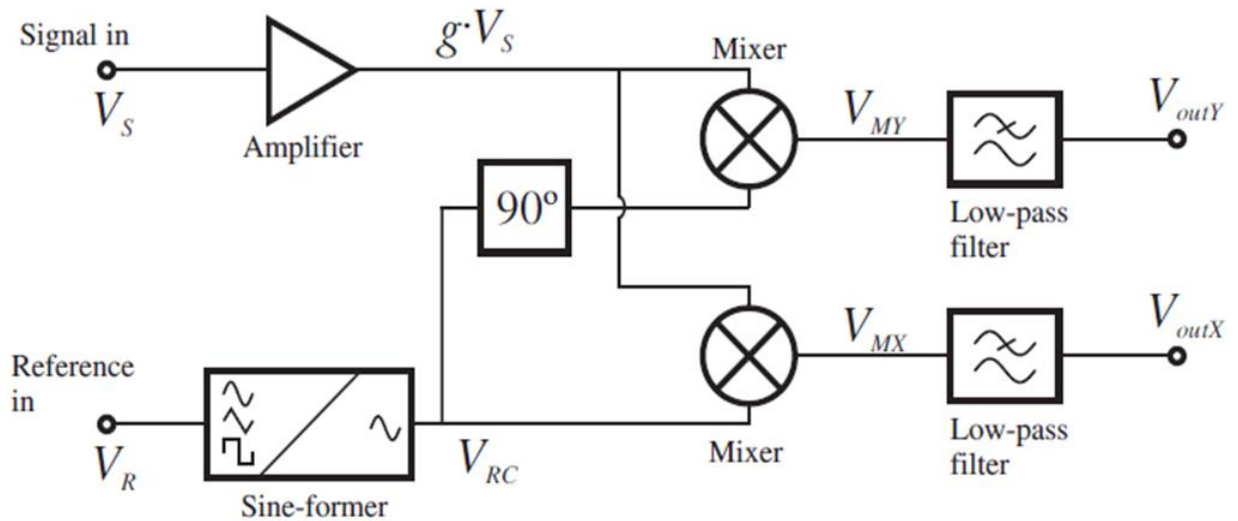 Signal in
V_S
Amplifier
g·V_S
Mixer
V_MY
V_outY
Low-pass
filter
90º
Reference
in
V_R
Sine-former
V_RC
Mixer
V_MX
V_outX
Low-pass
filter